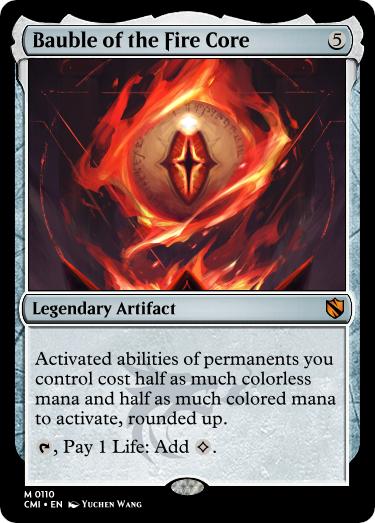 Bauble of the Fire Core 5
Legendary Artifact
Activated abilities of permanents you
control cost half as much colorless
mana and half as much colored mana
to activate, rounded up.
, Pay 1 Life: Add .
M 0110
CMI • EN Yuchen Wang